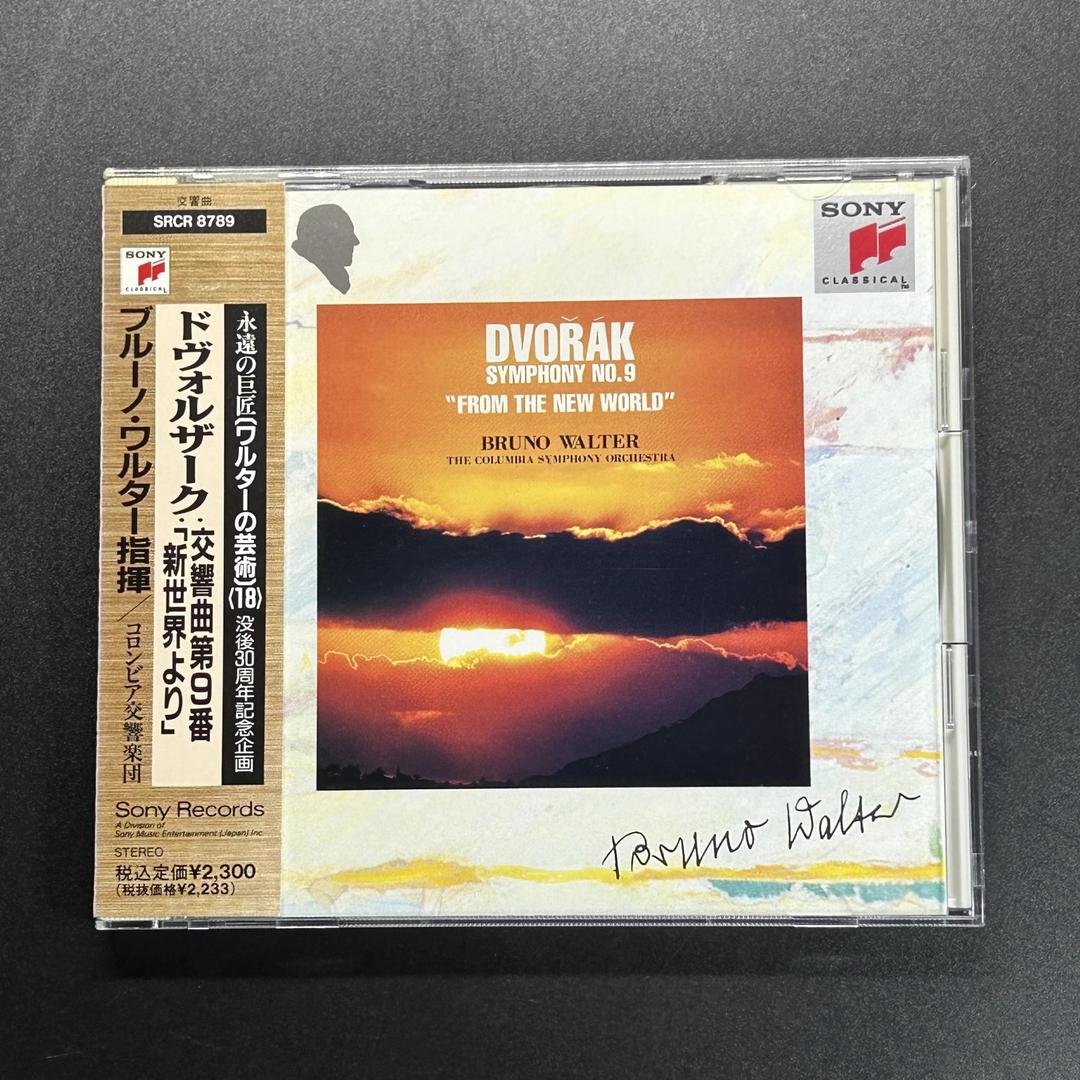 交響曲
SRCR 8789
SONY
CLASSICAL
永遠の巨匠〔ワルターの芸術〕〈18〉没後30周年記念企画
ドヴォルザーク:交響曲第9番
「新世界より」
ブルーノ・ワルター指揮／コロンビア交響楽団
Sony Records
A Division of
Sony Music Entertainment (Japan) Inc.
STEREO
税込定価¥2,300
(税抜価格¥2,233)
SONY
CLASSICAL
TM
DVOŘÁK
SYMPHONY NO.9
"FROM THE NEW WORLD"
BRUNO WALTER
THE COLUMBIA SYMPHONY ORCHESTRA
Bruno Walter